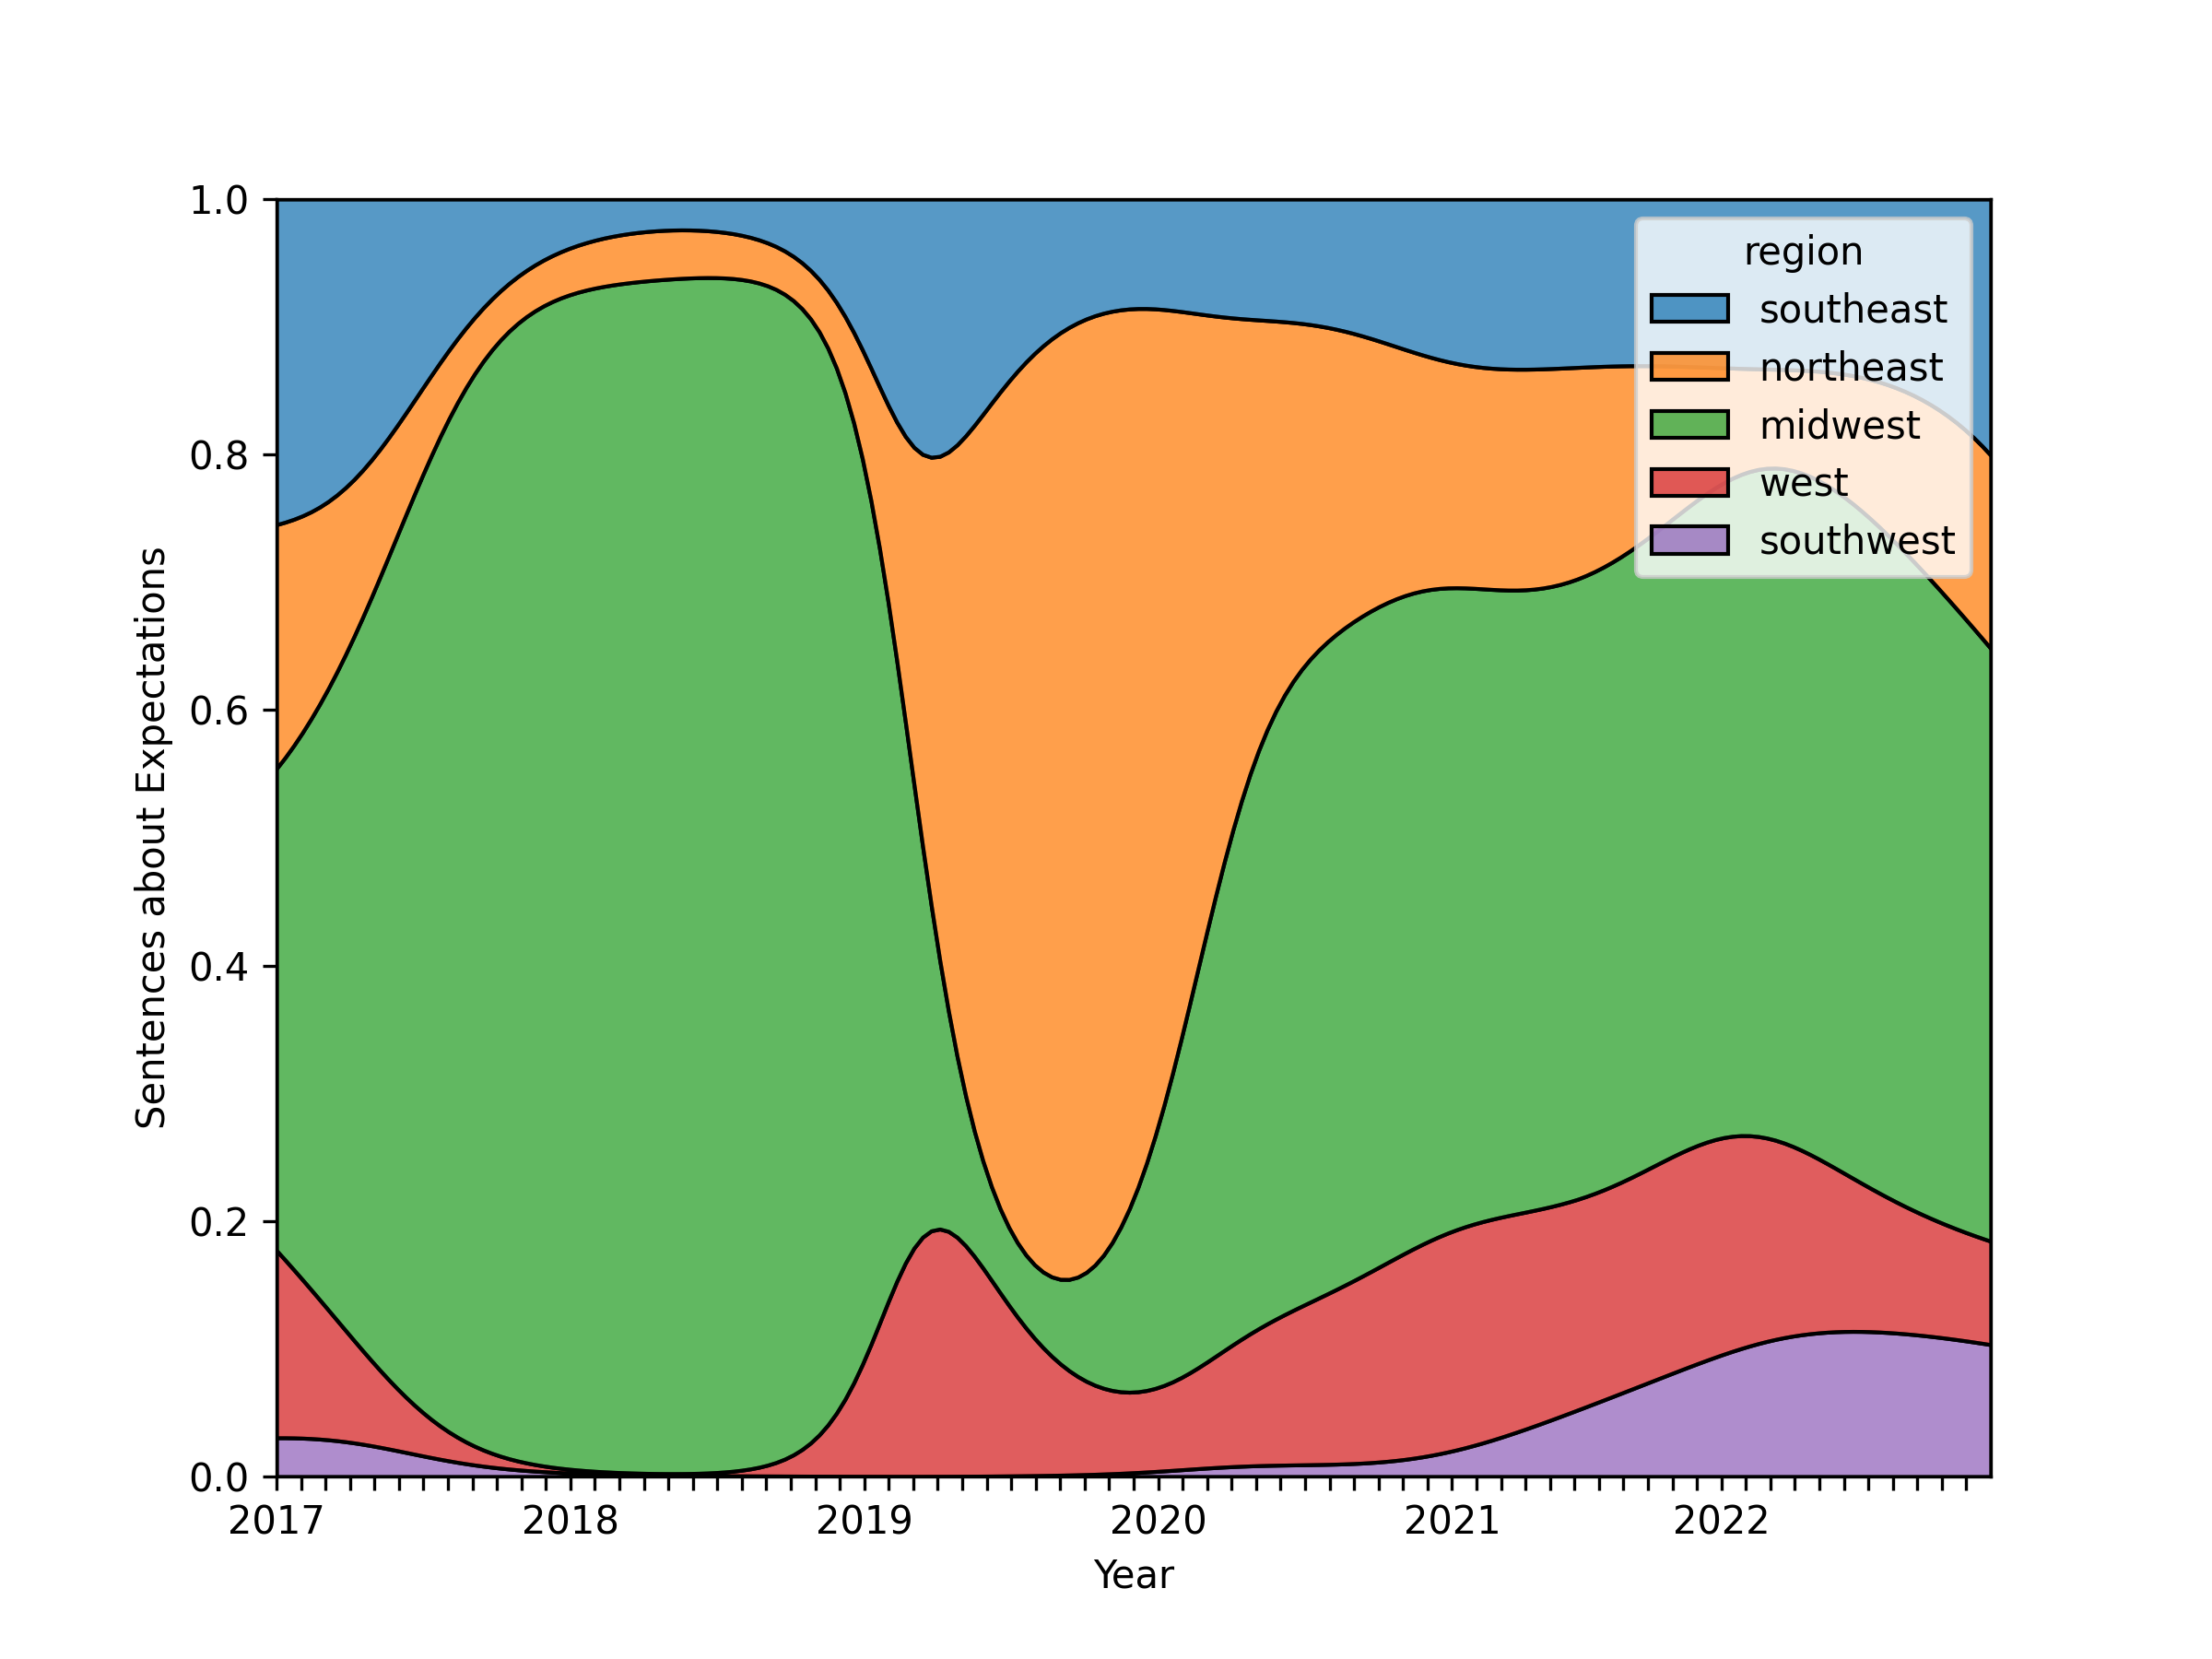 1.0
0.8
0.6
0.4
0.2
0.0
Sentences about Expectations
region
southeast
northeast
midwest
west
southwest
2017 2018 2019 2020 2021 2022
Year